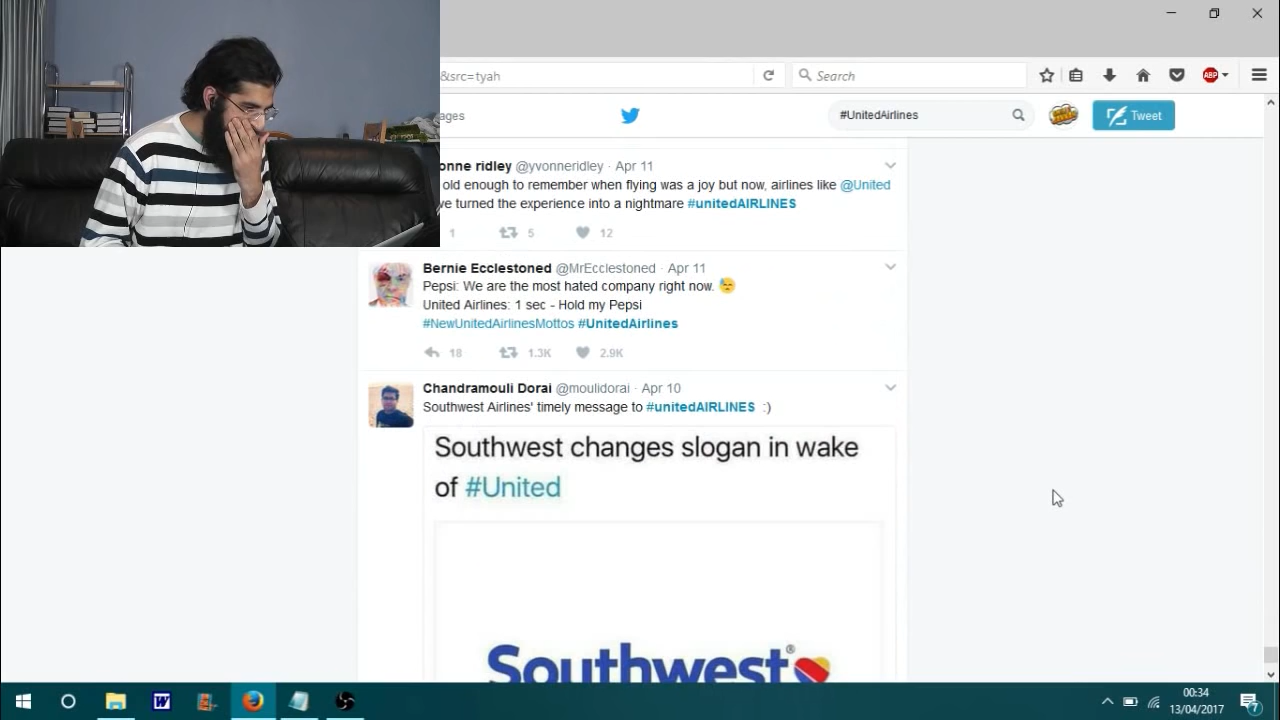 &src=tyah
Search
ages
#UnitedAirlines
Tweet
onne ridley @yvonneridley · Apr 11
old enough to remember when flying was a joy but now, airlines like @United
ve turned the experience into a nightmare #unitedAIRLINES
1 5 12
Bernie Ecclestoned @MrEcclestoned · Apr 11
Pepsi: We are the most hated company right now. 😓
United Airlines: 1 sec - Hold my Pepsi
#NewUnitedAirlinesMottos #UnitedAirlines
18 1.3K 2.9K
Chandramouli Dorai @moulidorai · Apr 10
Southwest Airlines' timely message to #unitedAIRLINES :)
Southwest changes slogan in wake
of #United
Southwest®
ABP
W
00:34
13/04/2017
7